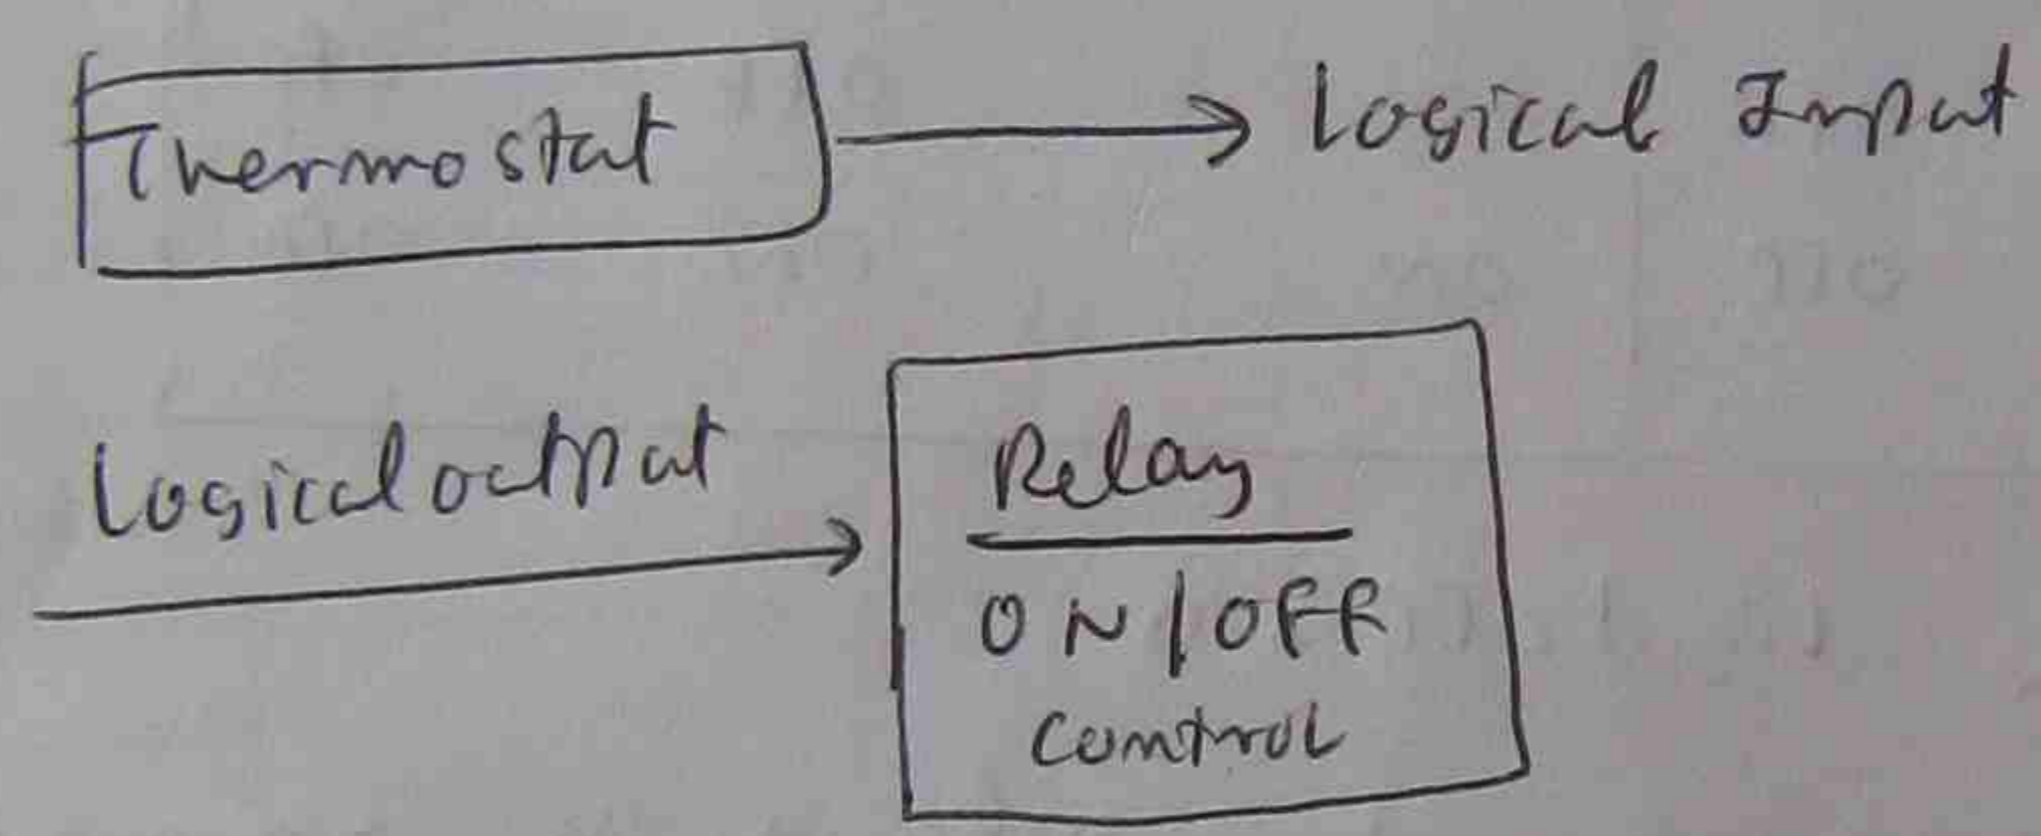 Thermostat → Logical Input
Logical output →
Relay
ON/OFF
Control